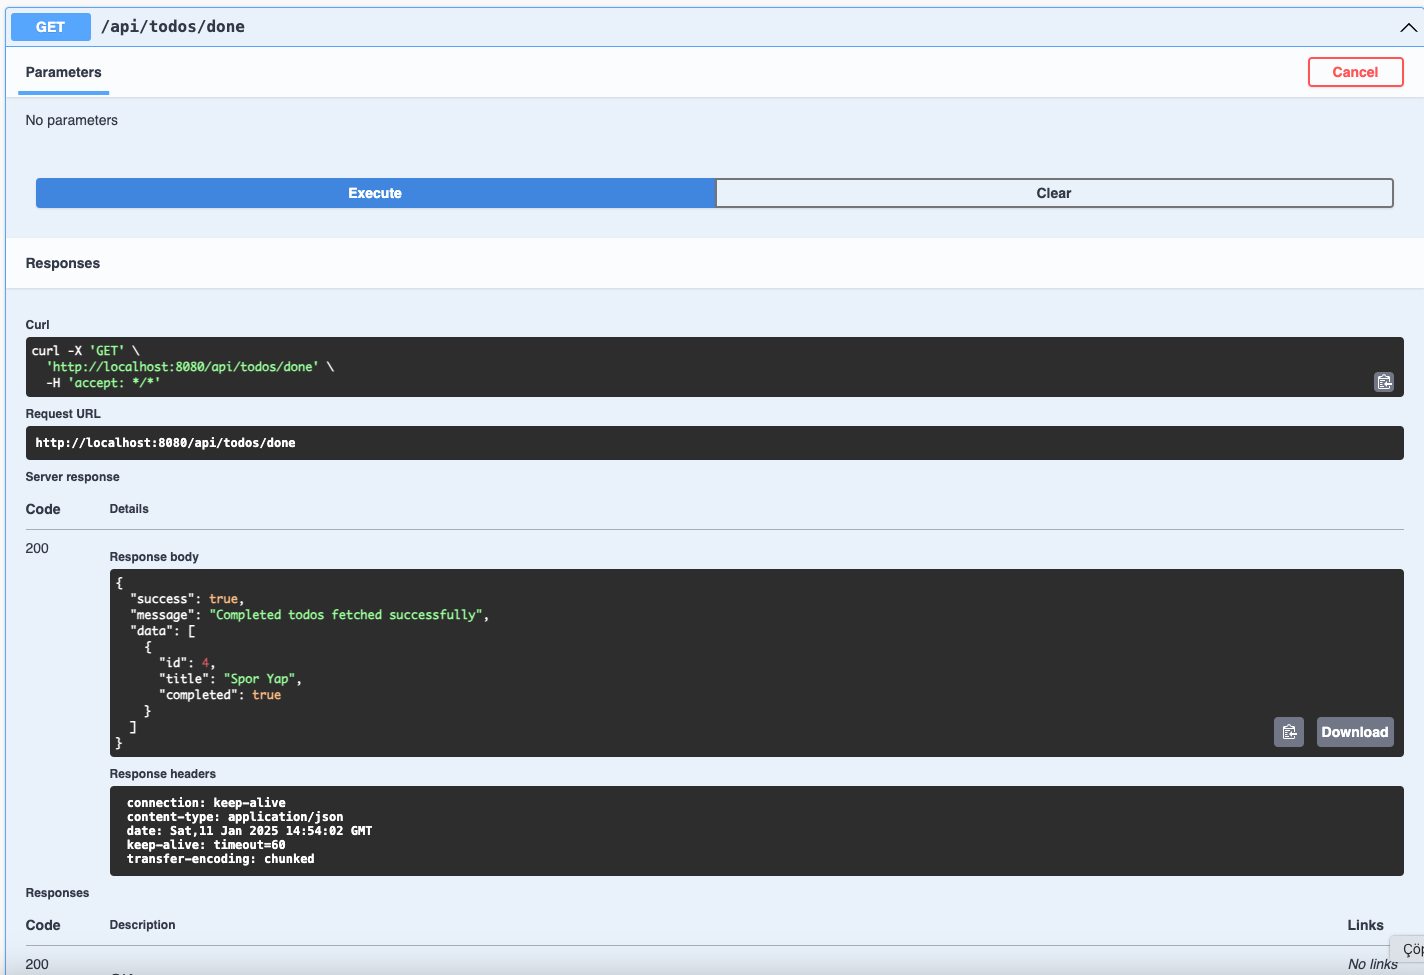 GET /api/todos/done
Parameters
Cancel
No parameters
Execute
Clear
Responses
Curl
curl -X 'GET' \
'http://localhost:8080/api/todos/done' \
-H 'accept: */*'
Request URL
http://localhost:8080/api/todos/done
Server response
Code Details
200
Response body
{
"success": true,
"message": "Completed todos fetched successfully",
"data": [
{
"id": 4,
"title": "Spor Yap",
"completed": true
}
]
}
Download
Response headers
connection: keep-alive
content-type: application/json
date: Sat,11 Jan 2025 14:54:02 GMT
keep-alive: timeout=60
transfer-encoding: chunked
Responses
Code Description Links
200 No links